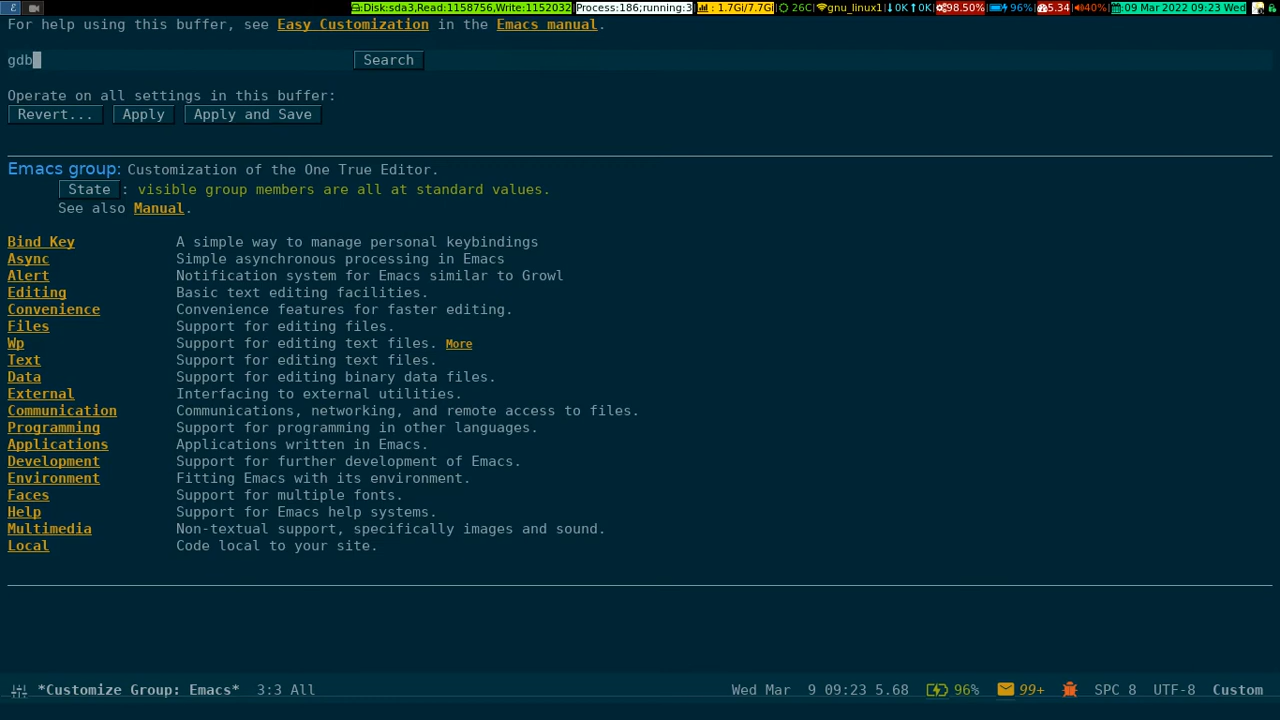 Disk:sda3,Read:1158756,Write:1152032 Process:186;running:3 : 1.7Gi/7.7Gi 26C gnu_linux1 0K 0K 98.50% 96% 5.34 40% :09 Mar 2022 09:23 Wed
For help using this buffer, see Easy Customization in the Emacs manual.
gdb Search
Operate on all settings in this buffer:
Revert... Apply Apply and Save
Emacs group: Customization of the One True Editor.
State : visible group members are all at standard values.
See also Manual.
Bind Key A simple way to manage personal keybindings
Async Simple asynchronous processing in Emacs
Alert Notification system for Emacs similar to Growl
Editing Basic text editing facilities.
Convenience Convenience features for faster editing.
Files Support for editing files.
Wp Support for editing text files. More
Text Support for editing text files.
Data Support for editing binary data files.
External Interfacing to external utilities.
Communication Communications, networking, and remote access to files.
Programming Support for programming in other languages.
Applications Applications written in Emacs.
Development Support for further development of Emacs.
Environment Fitting Emacs with its environment.
Faces Support for multiple fonts.
Help Support for Emacs help systems.
Multimedia Non-textual support, specifically images and sound.
Local Code local to your site.
*Customize Group: Emacs* 3:3 All Wed Mar 9 09:23 5.68 96% 99+ SPC 8 UTF-8 Custom